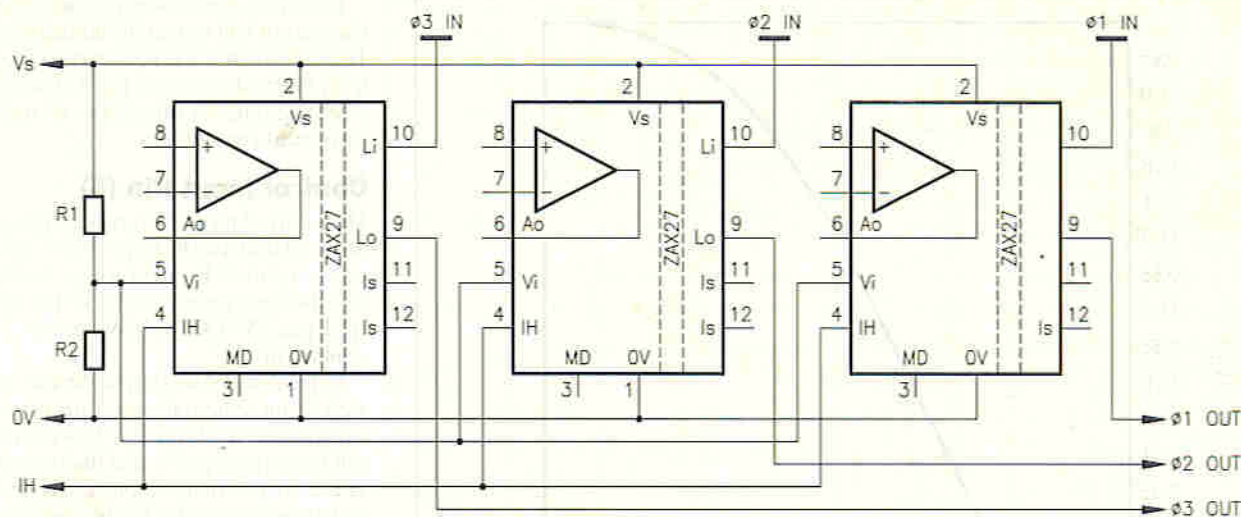 ø3 IN ø2 IN ø1 IN
Vs
2 2 2
Vs Vs Vs
8 + Li 10 8 + Li 10 8 + 10
7 7 − 7 −
R1 6 Ao Lo 9 6 Ao Lo 9 6 Ao 9
ZAX27 ZAX27 ZAX27
5 Vi Is 11 5 Vi Is 11 5 Vi 11
4 IH Is 12 4 IH Is 12 4 IH Is 12
R2
MD 0V MD 0V MD 0V
3 1 3 1 3 1
0V ø1 OUT
ø2 OUT
IH
ø3 OUT